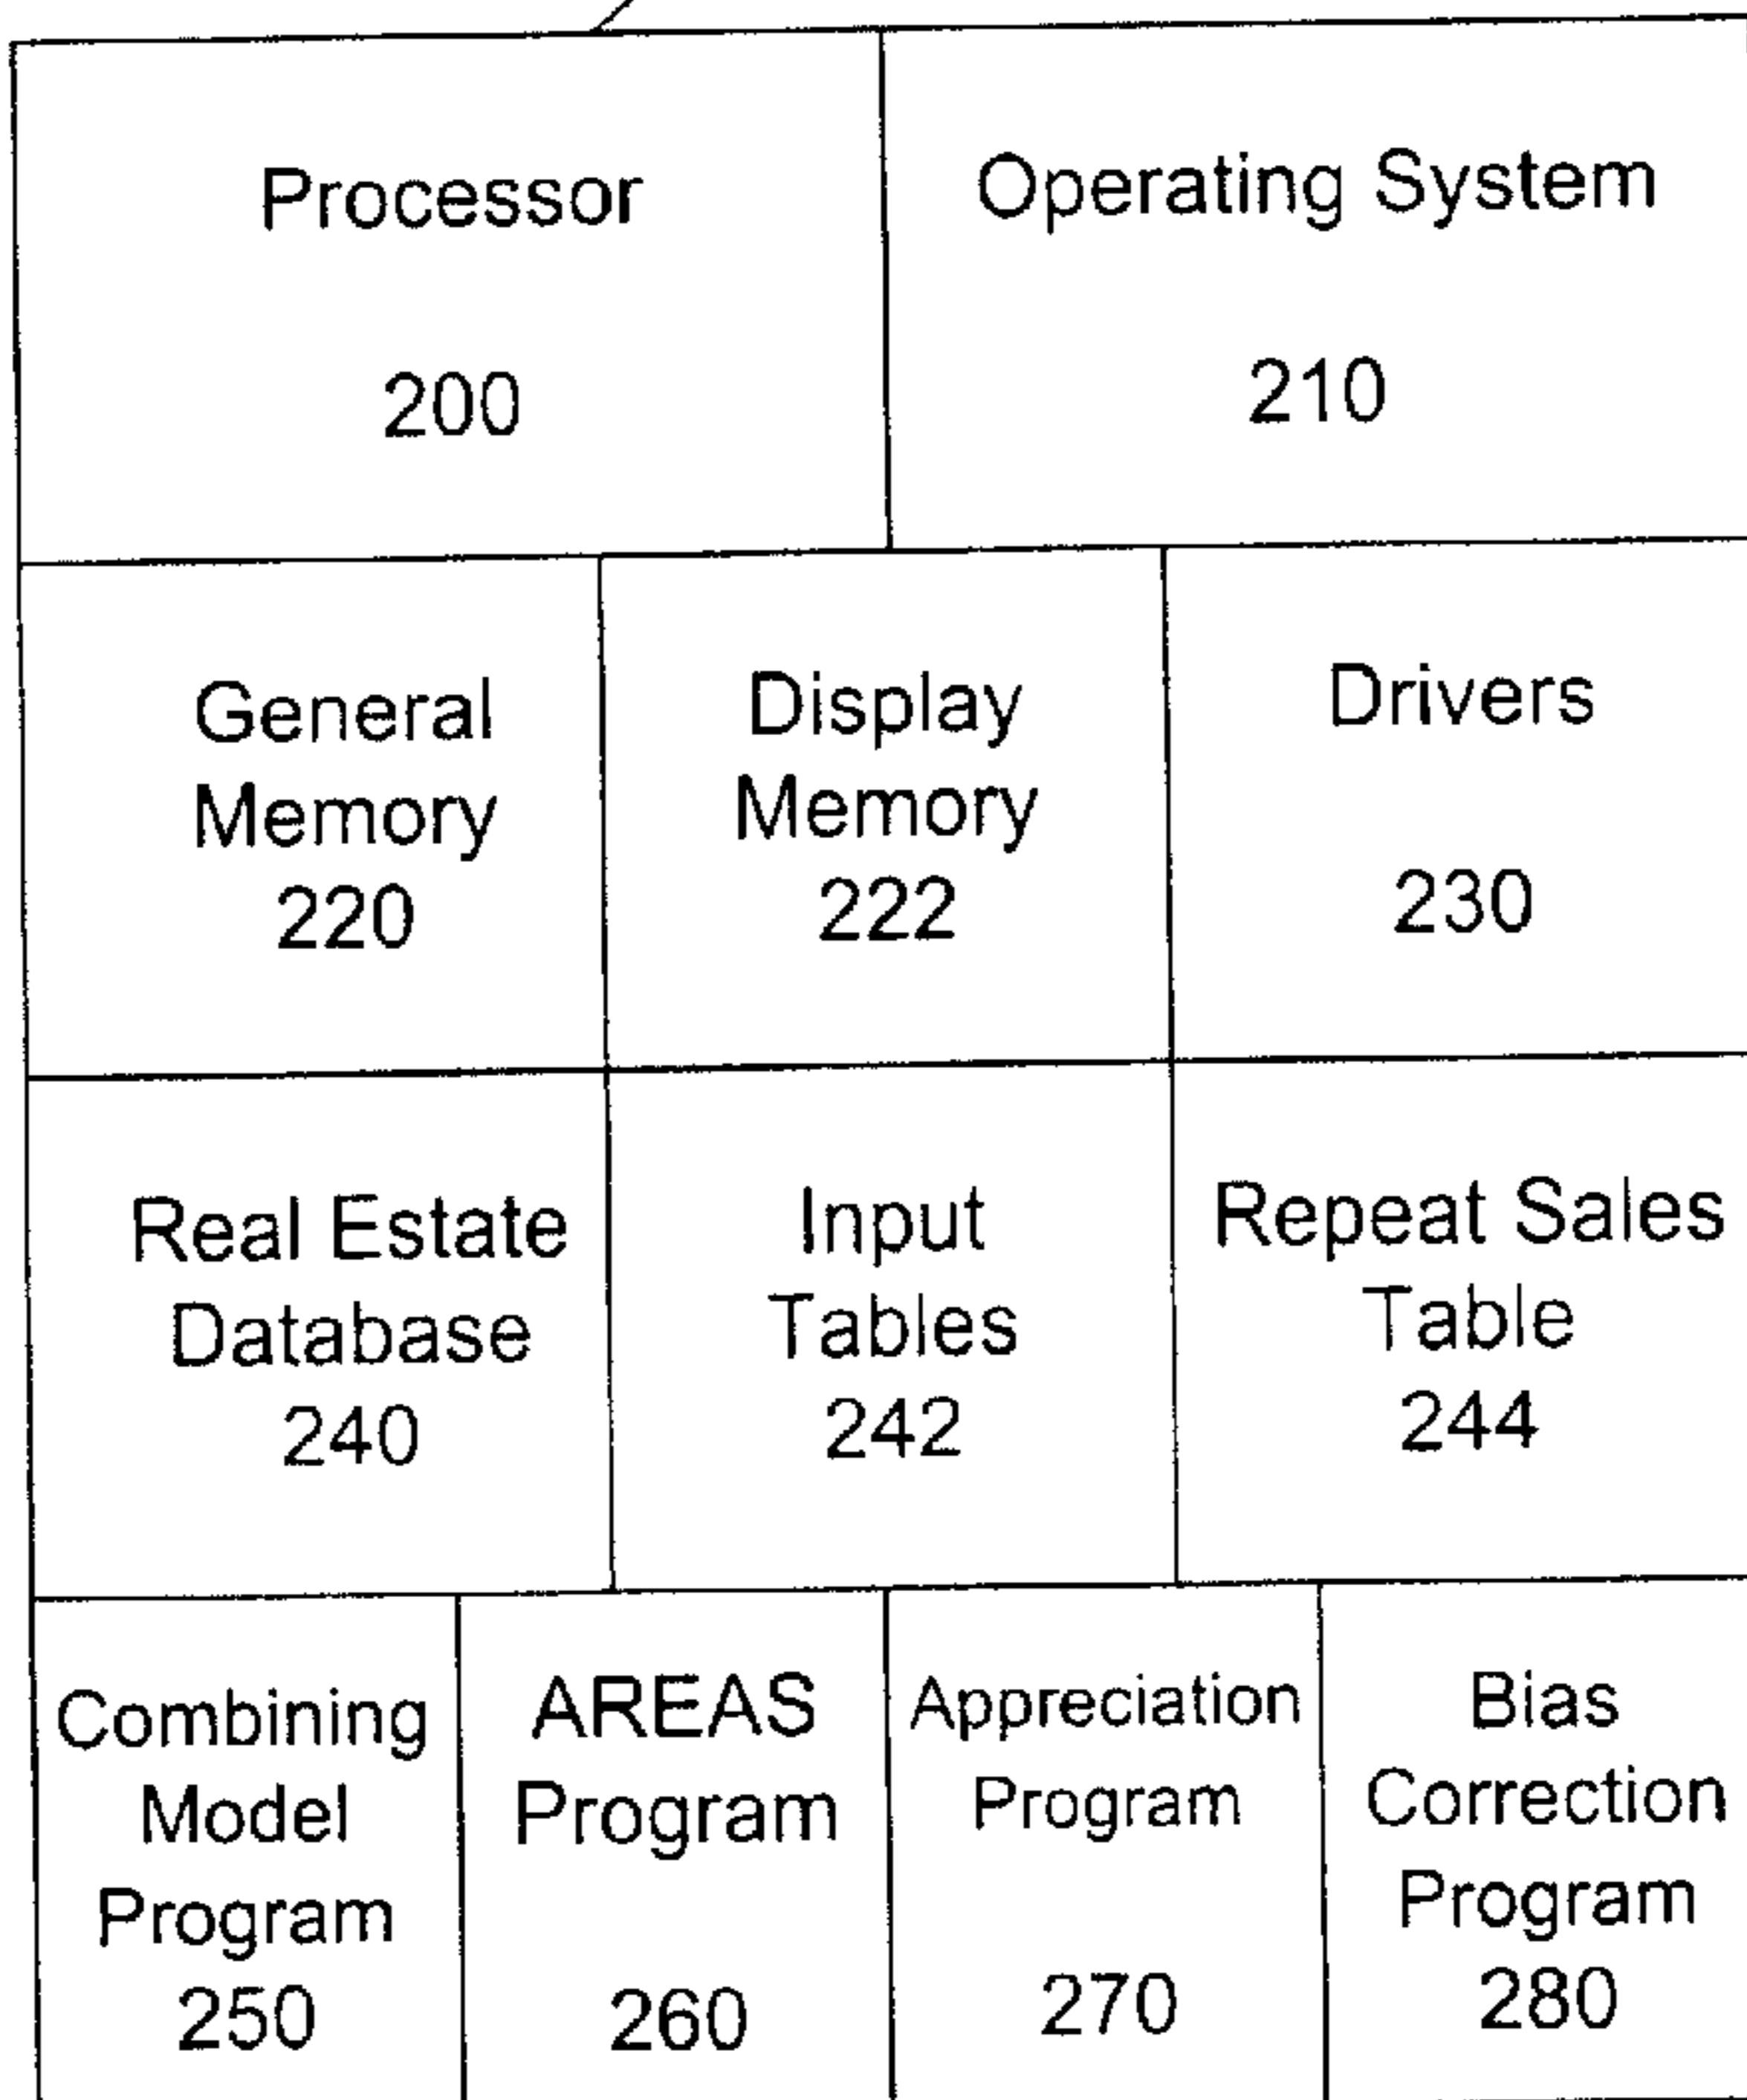 Processor
200
Operating System
210
General
Memory
220
Display
Memory
222
Drivers
230
Real Estate
Database
240
Input
Tables
242
Repeat Sales
Table
244
Combining
Model
Program
250
AREAS
Program
260
Appreciation
Program
270
Bias
Correction
Program
280